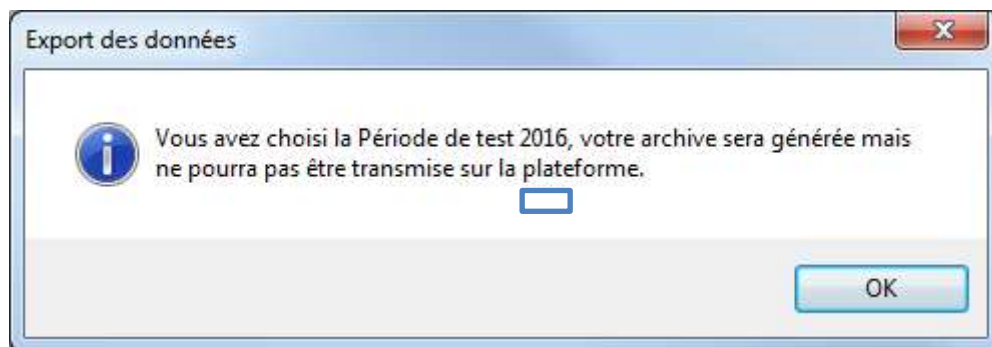 Export des données
Vous avez choisi la Période de test 2016, votre archive sera générée mais
ne pourra pas être transmise sur la plateforme.
OK